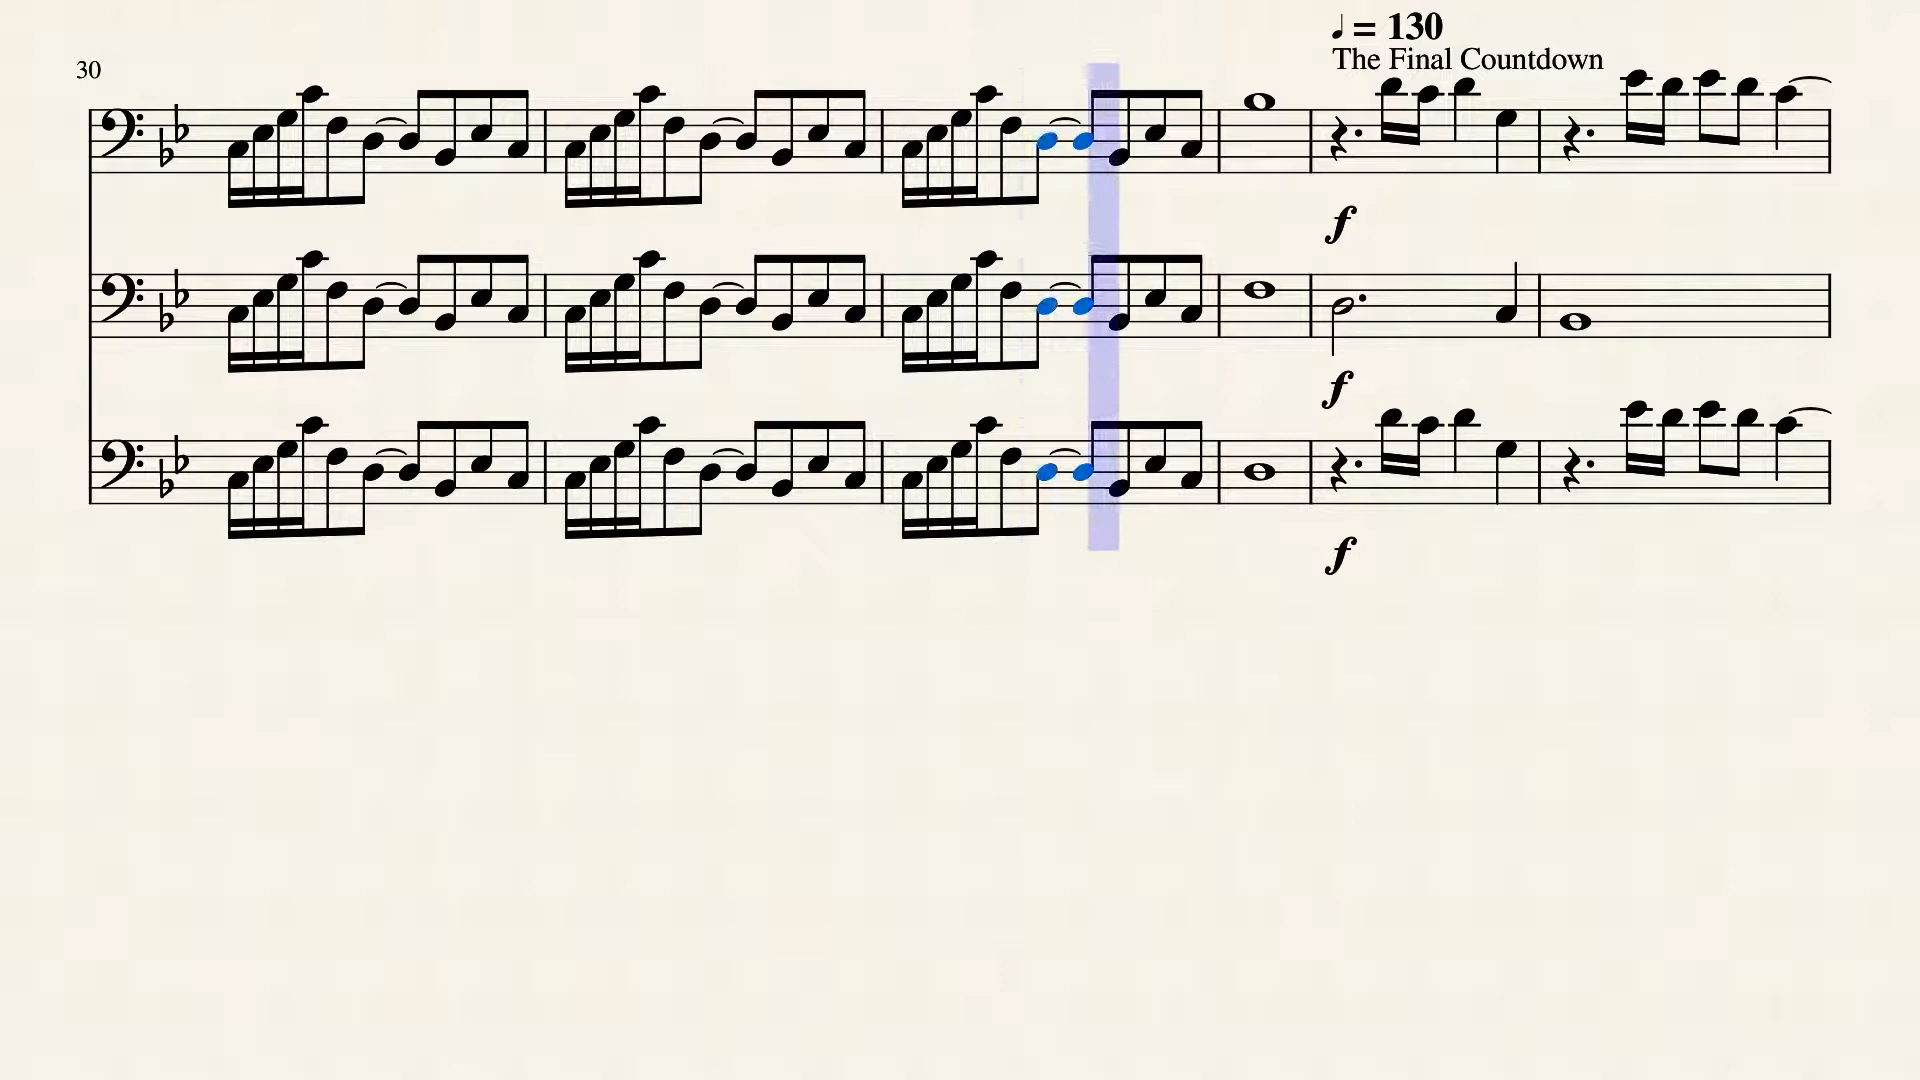 ♩ = 130
The Final Countdown
30
f
f
f